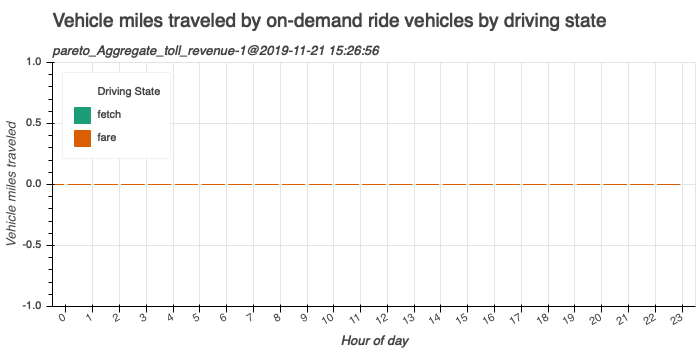 Vehicle miles traveled by on-demand ride vehicles by driving state
pareto_Aggregate_toll_revenue-1@2019-11-21 15:26:56
Driving State
fetch
fare
1.0
0.5
0.0
-0.5
-1.0
Vehicle miles traveled
0 1 2 3 4 5 6 7 8 9 10 11 12 13 14 15 16 17 18 19 20 21 22 23
Hour of day